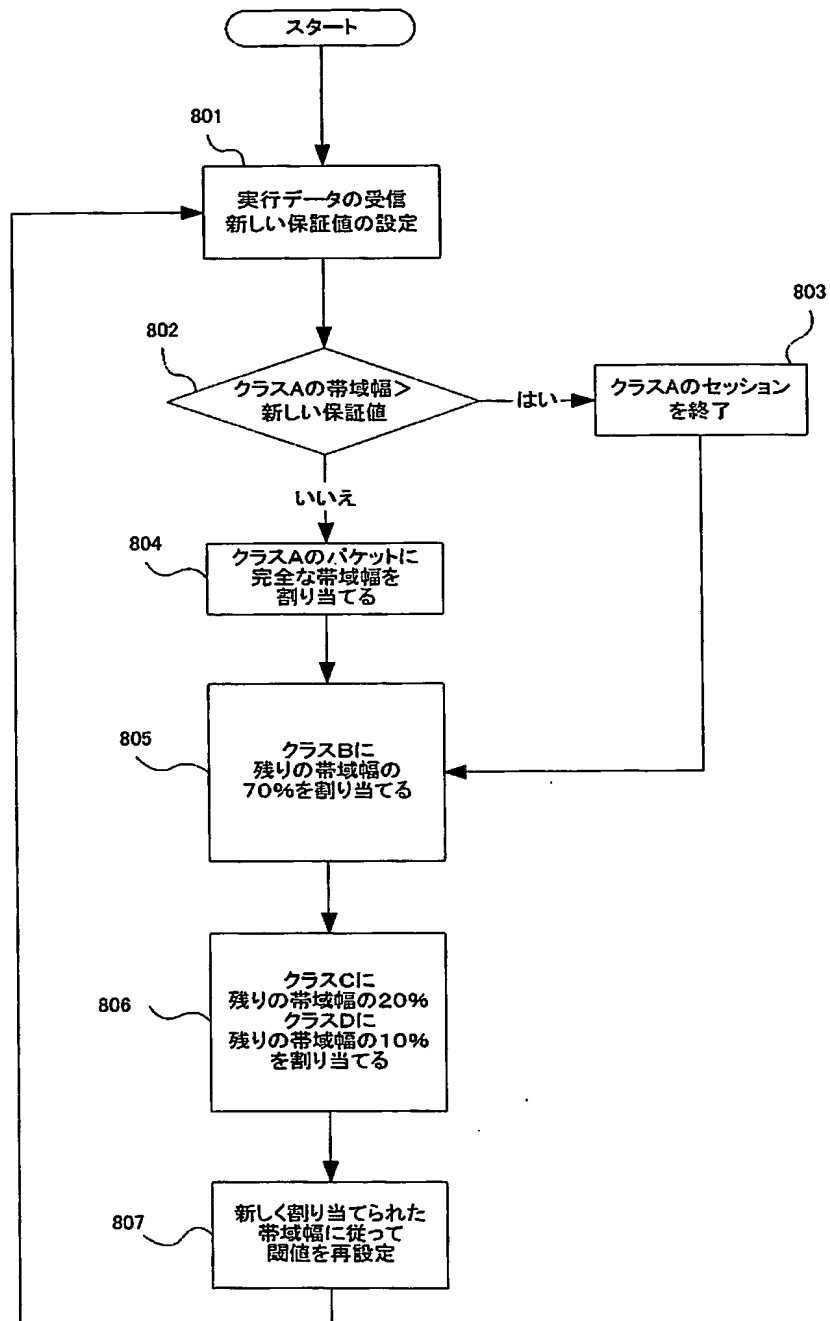 スタート
801
実行データの受信
新しい保証値の設定
802
クラスAの帯域幅>
新しい保証値
はい
803
クラスAのセッション
を終了
いいえ
804
クラスAのパケットに
完全な帯域幅を
割り当てる
805
クラスBに
残りの帯域幅の
70%を割り当てる
806
クラスCに
残りの帯域幅の20%
クラスDに
残りの帯域幅の10%
を割り当てる
807
新しく割り当てられた
帯域幅に従って
閾値を再設定